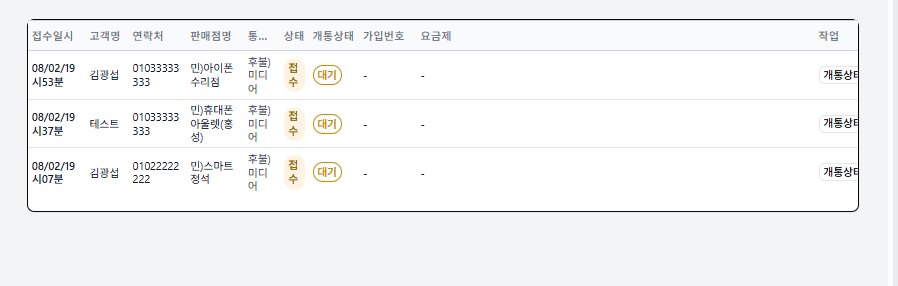 접수일시 고객명 연락처 판매점명 통... 상태 개통상태 가입번호 요금제 작업
08/02/19시53분 김광섭 01033333333 민)아이폰수리점 후불)미디어 접수 대기 - - 개통상태
08/02/19시37분 테스트 01033333333 민)휴대폰아울렛(홍성) 후불)미디어 접수 대기 - - 개통상태
08/02/19시07분 김광섭 01022222222 민)스마트정석 후불)미디어 접수 대기 - - 개통상태